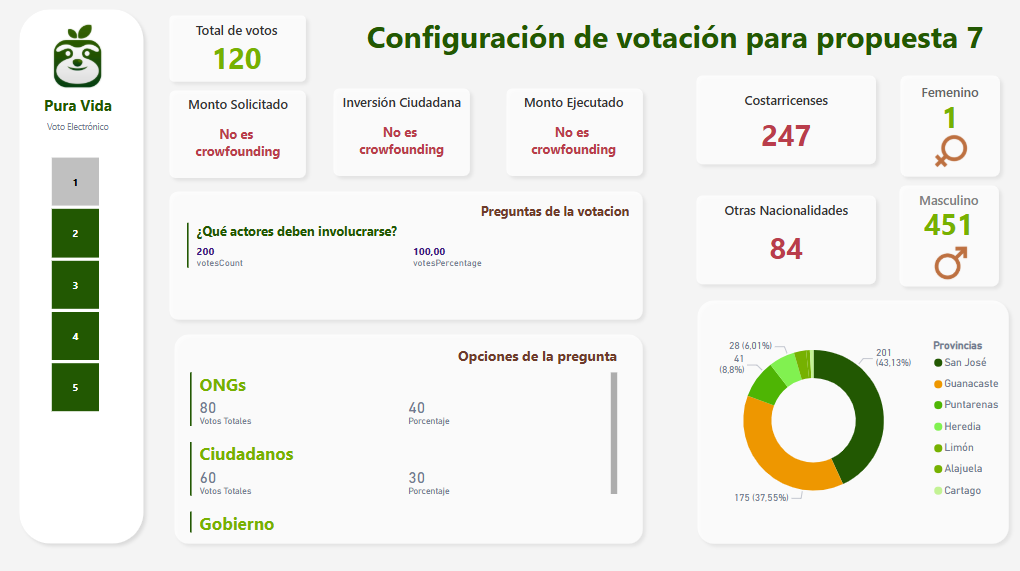 Pura Vida
Voto Electrónico
1
2
3
4
5
Total de votos
120
Configuración de votación para propuesta 7
Monto Solicitado
No es
crowfounding
Inversión Ciudadana
No es
crowfounding
Monto Ejecutado
No es
crowfounding
Costarricenses
247
Femenino
1
Otras Nacionalidades
84
Masculino
451
Preguntas de la votacion
¿Qué actores deben involucrarse?
200
votesCount
100,00
votesPercentage
Opciones de la pregunta
ONGs
80
Votos Totales
40
Porcentaje
Ciudadanos
60
Votos Totales
30
Porcentaje
Gobierno
28 (6,01%)
41
(8,8%)
201
(43,13%)
175 (37,55%)
Provincias
San José
Guanacaste
Puntarenas
Heredia
Limón
Alajuela
Cartago